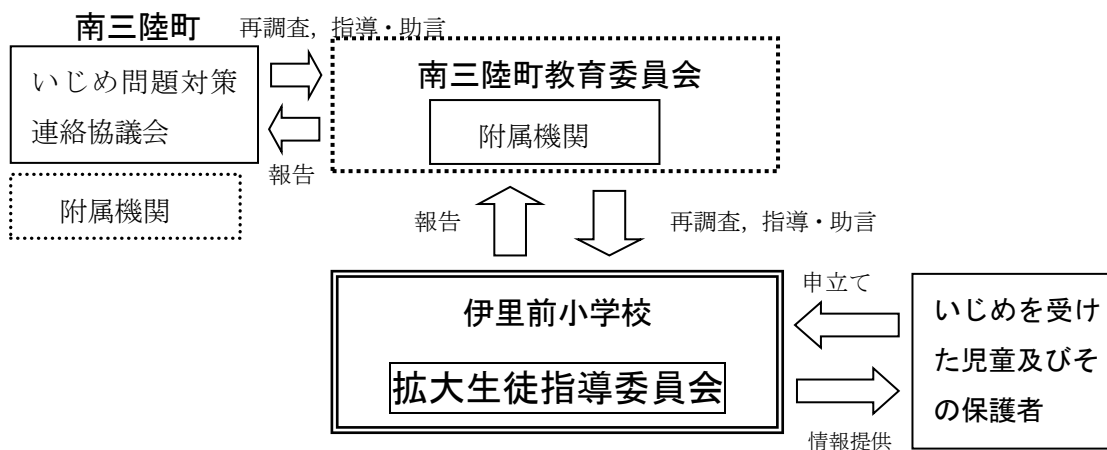 南三陸町
再調査，指導・助言
いじめ問題対策
連絡協議会
附属機関
報告
南三陸町教育委員会
附属機関
報告
再調査，指導・助言
伊里前小学校
拡大生徒指導委員会
申立て
情報提供
いじめを受け
た児童及びそ
の保護者